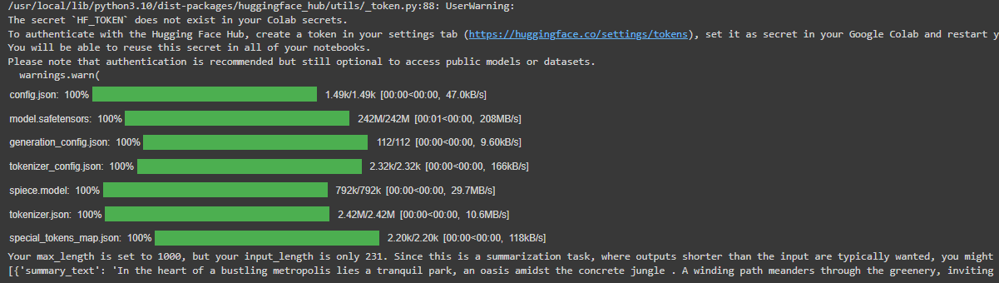 /usr/local/lib/python3.10/dist-packages/huggingface_hub/utils/_token.py:88: UserWarning:
The secret `HF_TOKEN` does not exist in your Colab secrets.
To authenticate with the Hugging Face Hub, create a token in your settings tab (https://huggingface.co/settings/tokens), set it as secret in your Google Colab and restart y
You will be able to reuse this secret in all of your notebooks.
Please note that authentication is recommended but still optional to access public models or datasets.
  warnings.warn(
config.json: 100% 1.49k/1.49k [00:00<00:00, 47.0kB/s]
model.safetensors: 100% 242M/242M [00:01<00:00, 208MB/s]
generation_config.json: 100% 112/112 [00:00<00:00, 9.60kB/s]
tokenizer_config.json: 100% 2.32k/2.32k [00:00<00:00, 166kB/s]
spiece.model: 100% 792k/792k [00:00<00:00, 29.7MB/s]
tokenizer.json: 100% 2.42M/2.42M [00:00<00:00, 10.6MB/s]
special_tokens_map.json: 100% 2.20k/2.20k [00:00<00:00, 118kB/s]
Your max_length is set to 1000, but your input_length is only 231. Since this is a summarization task, where outputs shorter than the input are typically wanted, you might
[{'summary_text': 'In the heart of a bustling metropolis lies a tranquil park, an oasis amidst the concrete jungle . A winding path meanders through the greenery, inviting